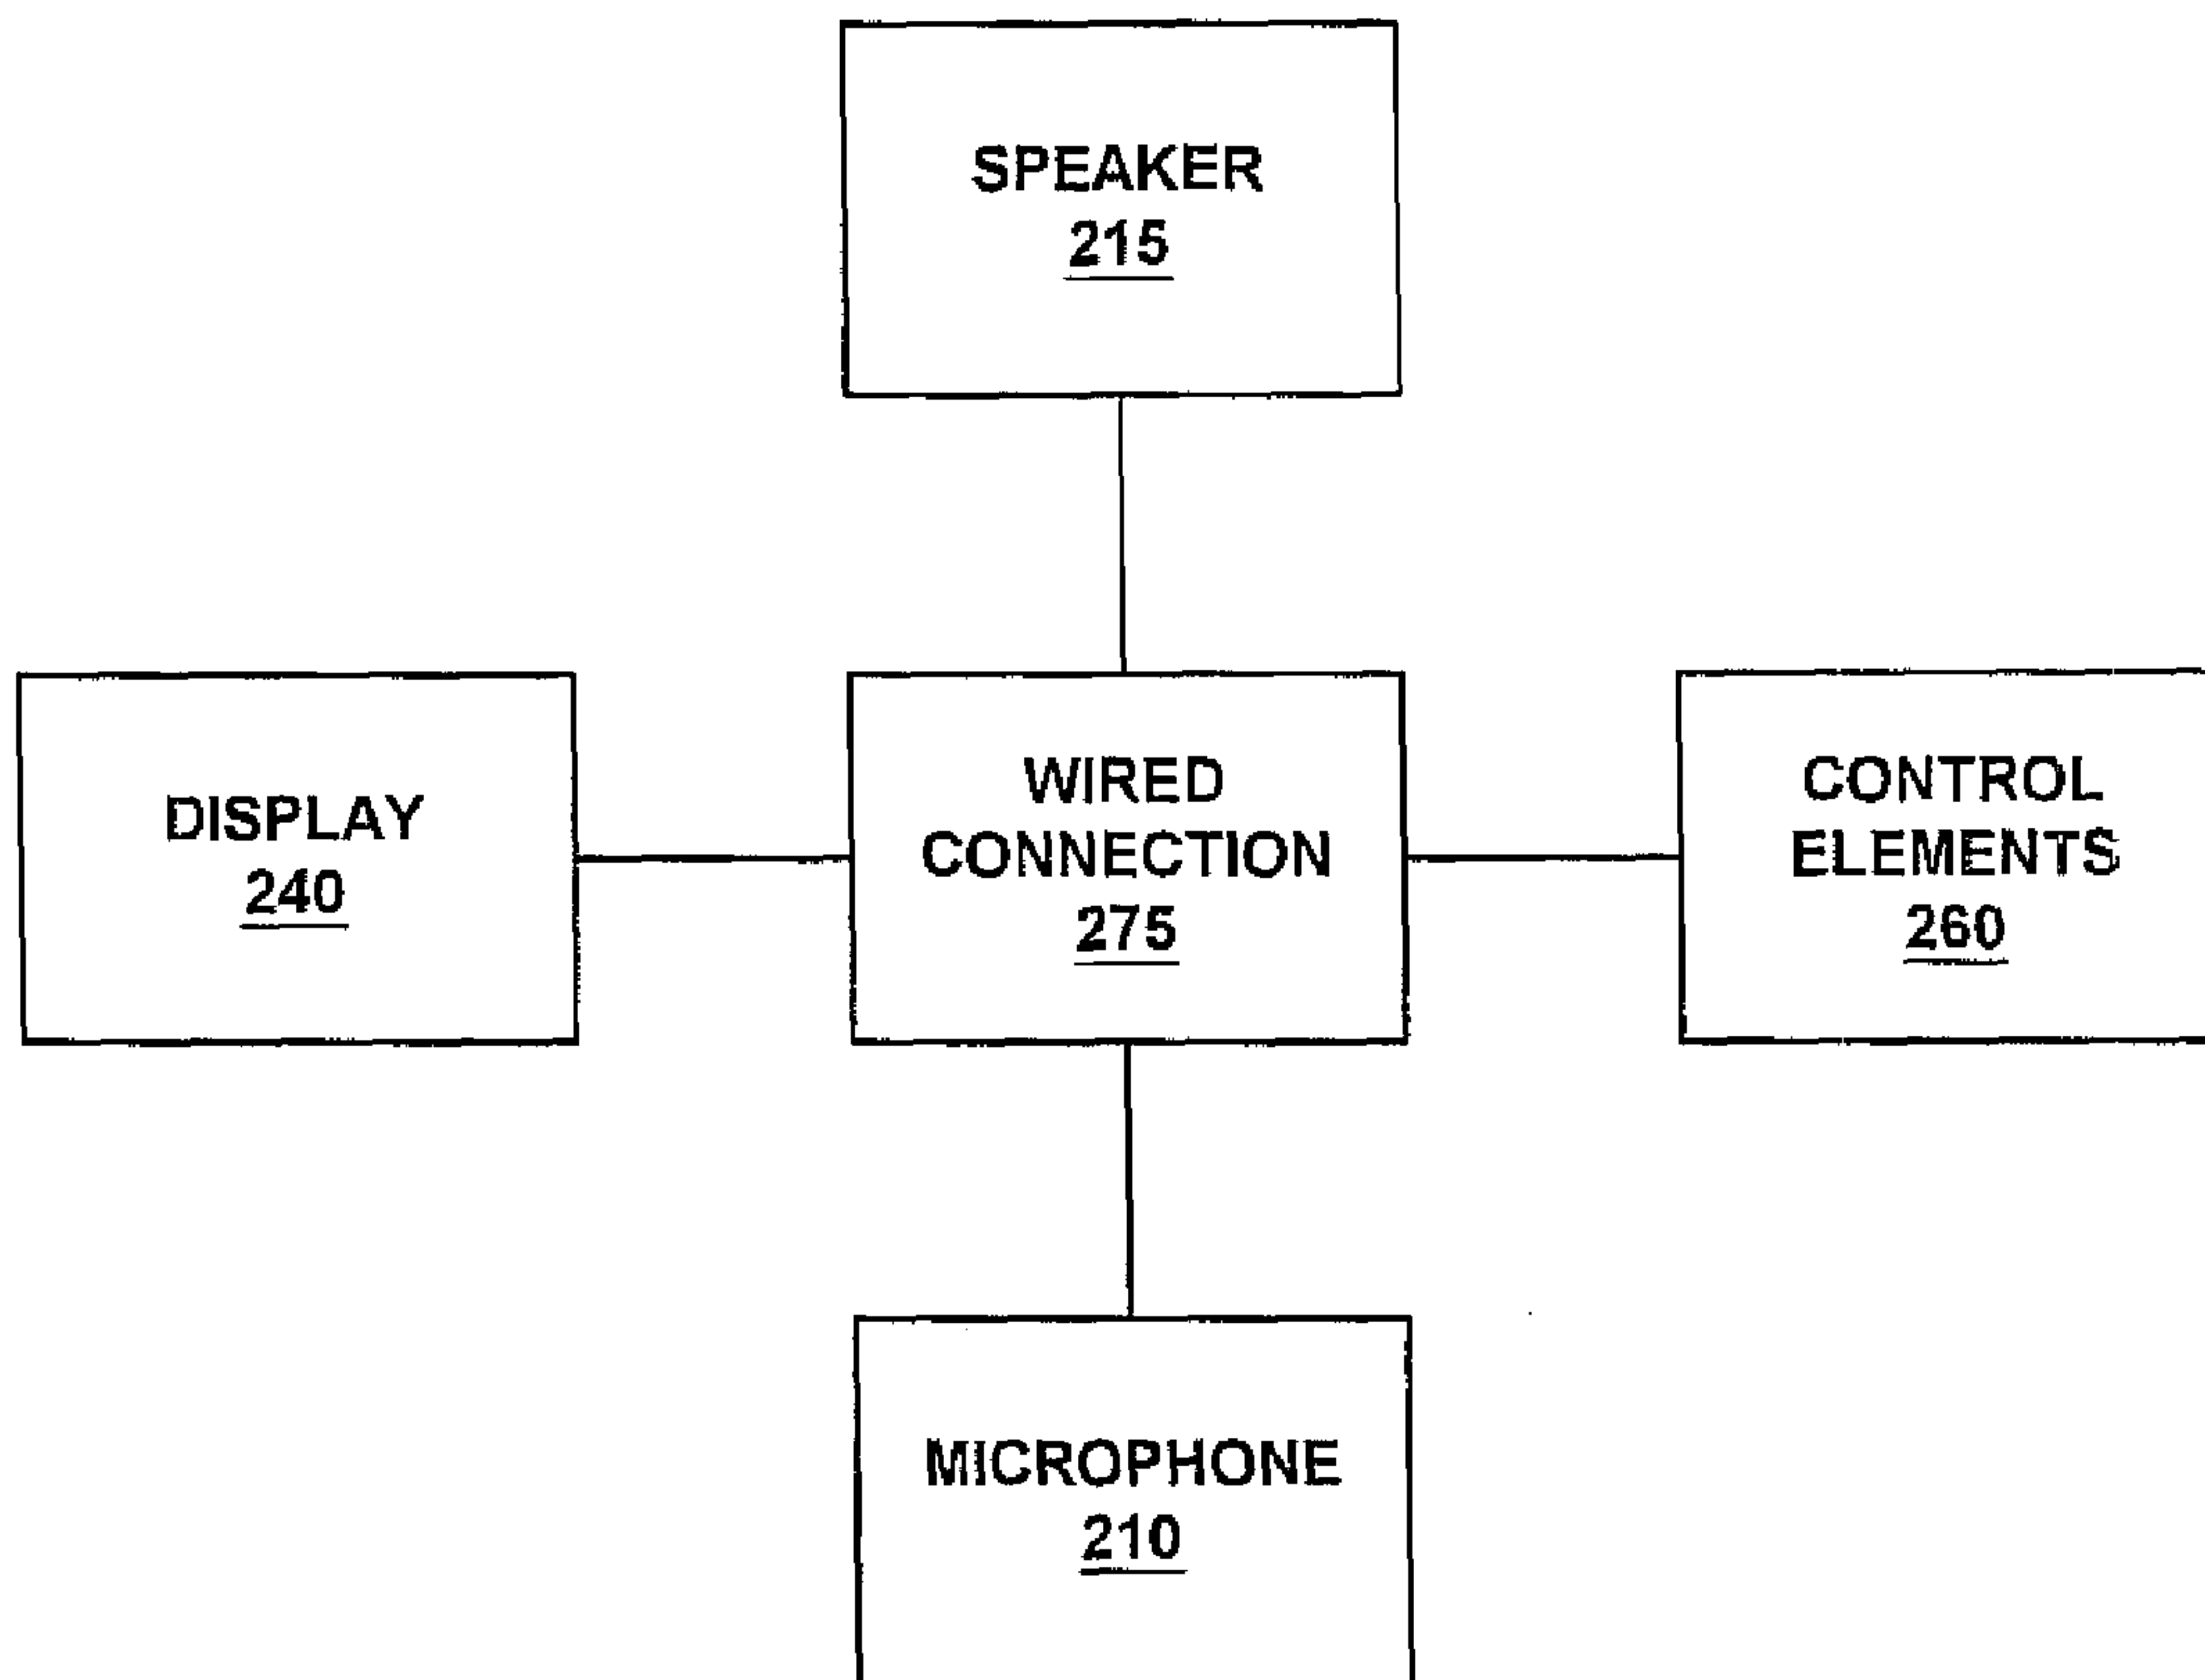 SPEAKER
215
DISPLAY
240
WIRED
CONNECTION
275
CONTROL
ELEMENTS
260
MICROPHONE
210